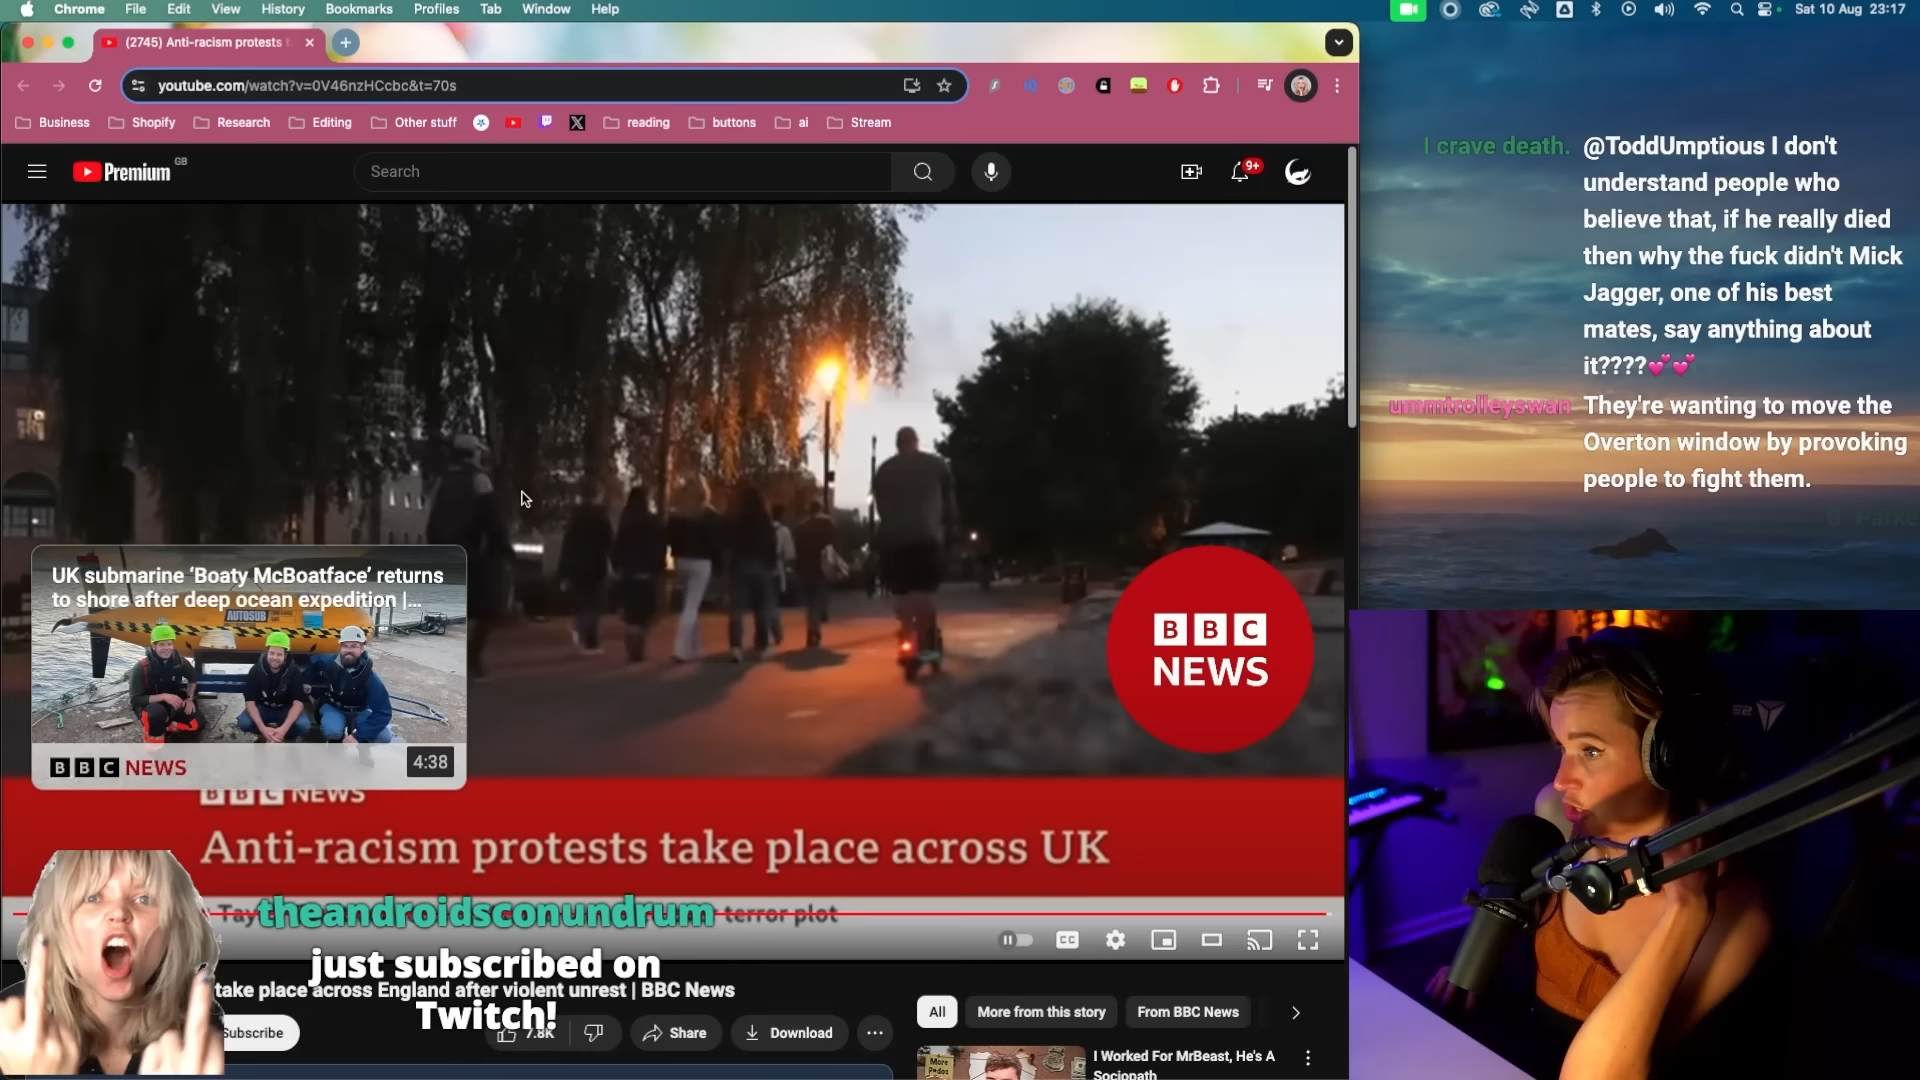 Chrome File Edit View History Bookmarks Profiles Tab Window Help
Sat 10 Aug 23:17
(2745) Anti-racism protests t
youtube.com/watch?v=0V46nzHCcbc&t=70s
Business Shopify Research Editing Other stuff reading buttons ai Stream
Premium GB
Search
9+
I crave death. @ToddUmptious I don't
understand people who
believe that, if he really died
then why the fuck didn't Mick
Jagger, one of his best
mates, say anything about
it????💕💕
ummtrolleyswan They're wanting to move the
Overton window by provoking
people to fight them.
UK submarine ‘Boaty McBoatface’ returns
to shore after deep ocean expedition |...
AUTOSUB
BBC NEWS
4:38
BBC
NEWS
BBC NEWS
Anti-racism protests take place across UK
terror plot
theandroidsconundrum
just subscribed on
Twitch!
take place across England after violent unrest | BBC News
Subscribe
7.8K
Share
Download
All
More from this story
From BBC News
I Worked For MrBeast, He's A
Sociopath